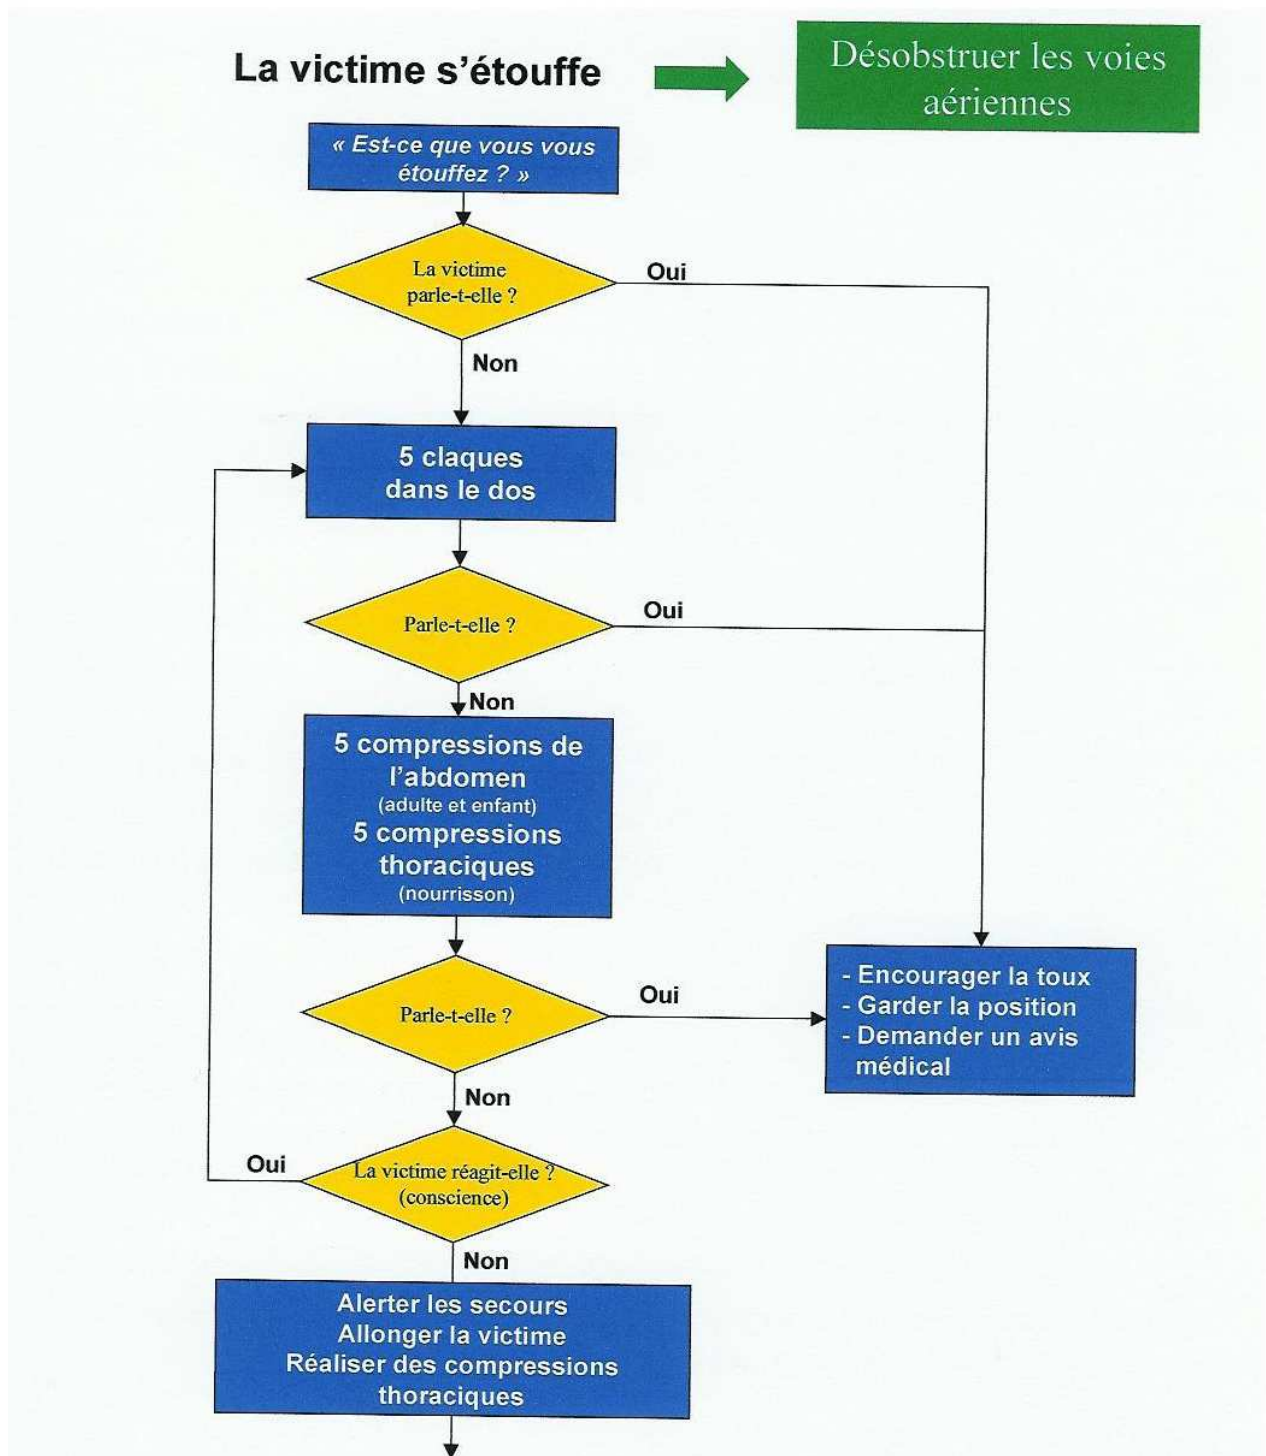 La victime s'étouffe
Désobstruer les voies
aériennes
« Est-ce que vous vous
étouffez ? »
La victime
parle-t-elle ?
Oui
Non
5 claques
dans le dos
Parle-t-elle ?
Oui
Non
5 compressions de
l'abdomen
(adulte et enfant)
5 compressions
thoraciques
(nourrisson)
Parle-t-elle ?
Oui
- Encourager la toux
- Garder la position
- Demander un avis
médical
Non
Oui
La victime réagit-elle ?
(conscience)
Non
Alerter les secours
Allonger la victime
Réaliser des compressions
thoraciques